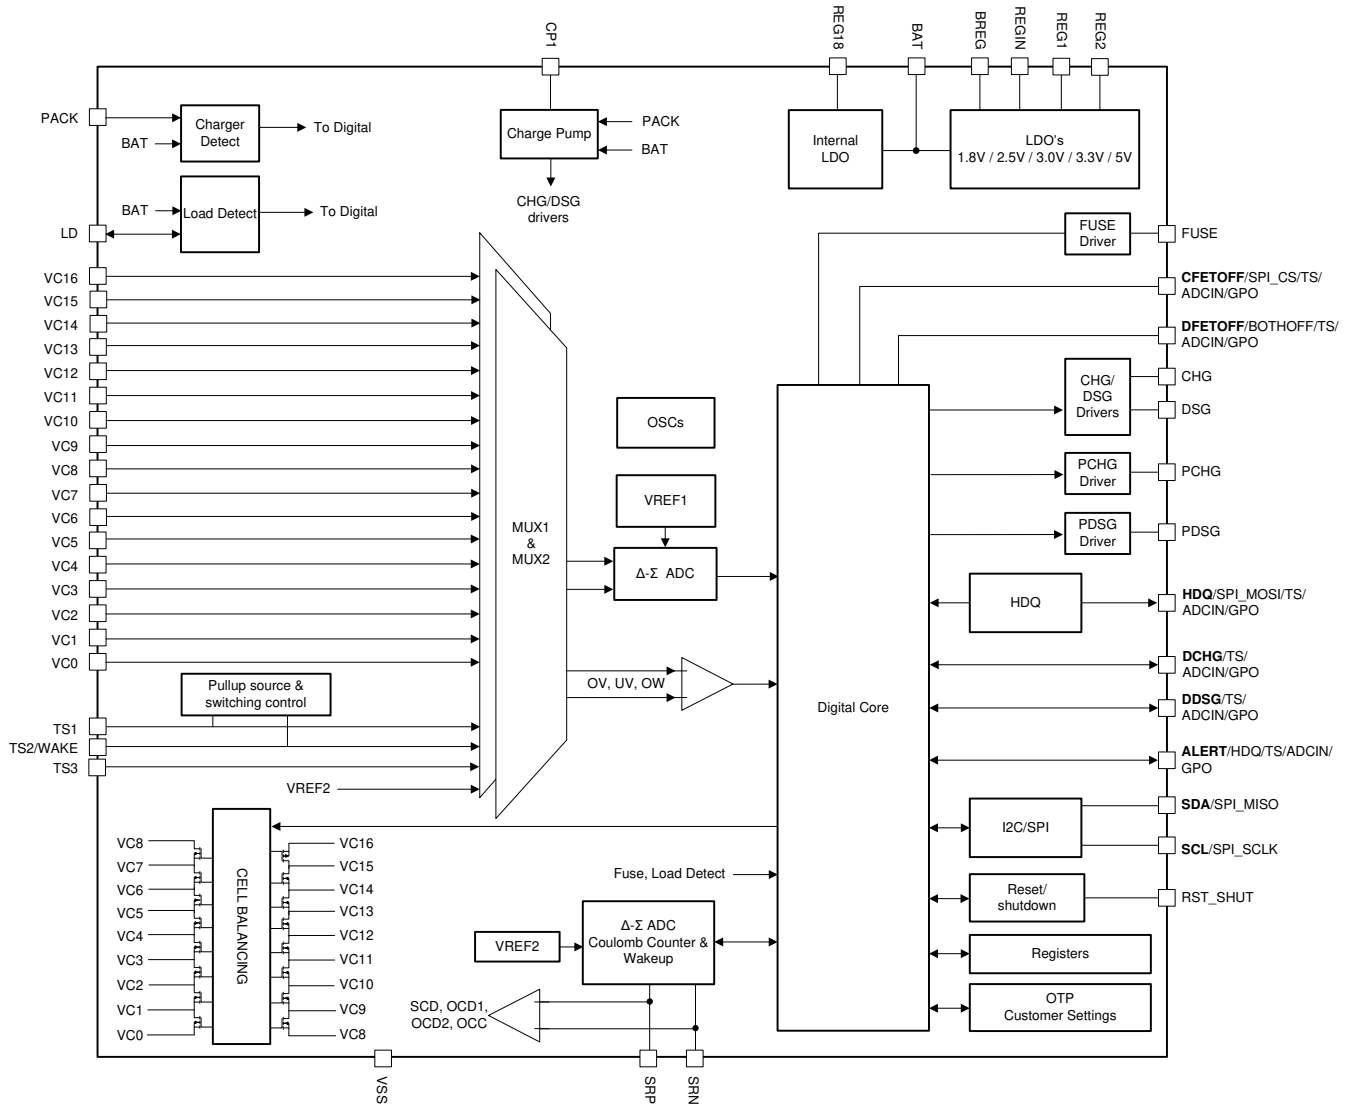 CP1
REG18
BAT
BREG
REGIN
REG1
REG2
PACK
BAT
Charger
Detect
To Digital
Charge Pump
PACK
BAT
CHG/DSG
drivers
Internal
LDO
LDO's
1.8V / 2.5V / 3.0V / 3.3V / 5V
BAT
LD
Load Detect
To Digital
FUSE
Driver
FUSE
VC16
VC15
VC14
VC13
VC12
VC11
VC10
VC9
VC8
VC7
VC6
VC5
VC4
VC3
VC2
VC1
VC0
CFETOFF/SPI_CS/TS/
ADCIN/GPO
DFETOFF/BOTHOFF/TS/
ADCIN/GPO
CHG/
DSG
Drivers
CHG
DSG
OSCs
VREF1
MUX1
&
MUX2
Δ-Σ ADC
PCHG
Driver
PCHG
PDSG
Driver
PDSG
HDQ
HDQ/SPI_MOSI/TS/
ADCIN/GPO
OV, UV, OW
DCHG/TS/
ADCIN/GPO
Digital Core
DDSG/TS/
ADCIN/GPO
Pullup source &
switching control
TS1
TS2/WAKE
TS3
VREF2
ALERT/HDQ/TS/ADCIN/
GPO
I2C/SPI
SDA/SPI_MISO
SCL/SPI_SCLK
VC8
VC7
VC6
VC5
VC4
VC3
VC2
VC1
VC0
CELL BALANCING
VC16
VC15
VC14
VC13
VC12
VC11
VC10
VC9
VC8
Fuse, Load Detect
Reset/
shutdown
RST_SHUT
VREF2
Δ-Σ ADC
Coulomb Counter &
Wakeup
Registers
SCD, OCD1,
OCD2, OCC
OTP
Customer Settings
VSS
SRP
SRN